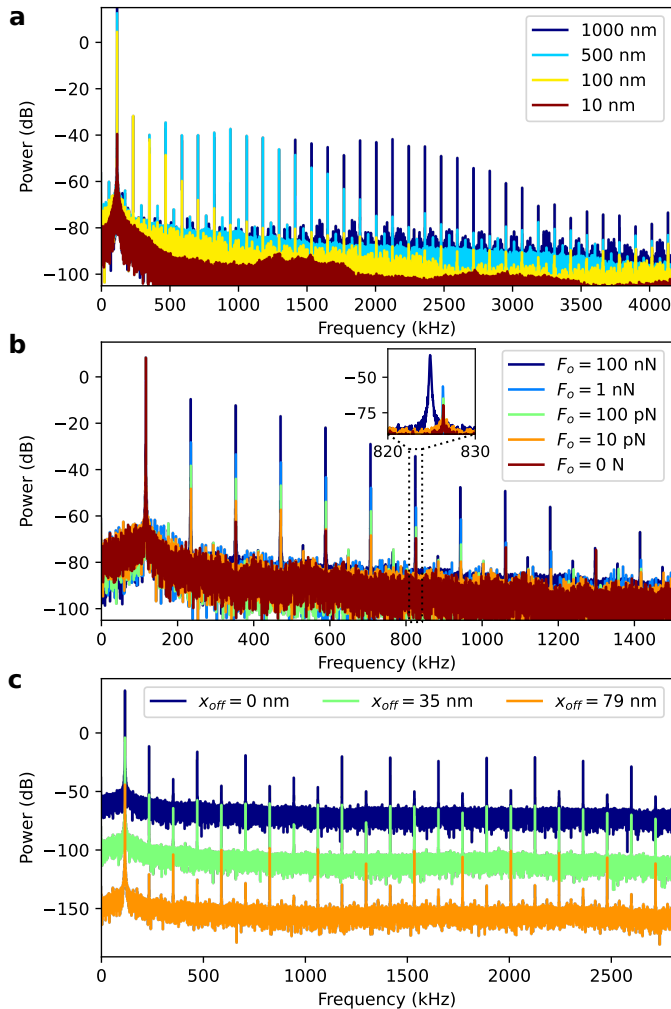 a
1000 nm
500 nm
100 nm
10 nm
Power (dB)
0
−20
−40
−60
−80
−100
0 500 1000 1500 2000 2500 3000 3500 4000
Frequency (kHz)
b
F_o = 100 nN
F_o = 1 nN
F_o = 100 pN
F_o = 10 pN
F_o = 0 N
−50
−75
820 830
Power (dB)
20
0
−20
−40
−60
−80
−100
0 200 400 600 800 1000 1200 1400
Frequency (kHz)
c
x_off = 0 nm x_off = 35 nm x_off = 79 nm
Power (dB)
0
−50
−100
−150
0 500 1000 1500 2000 2500
Frequency (kHz)